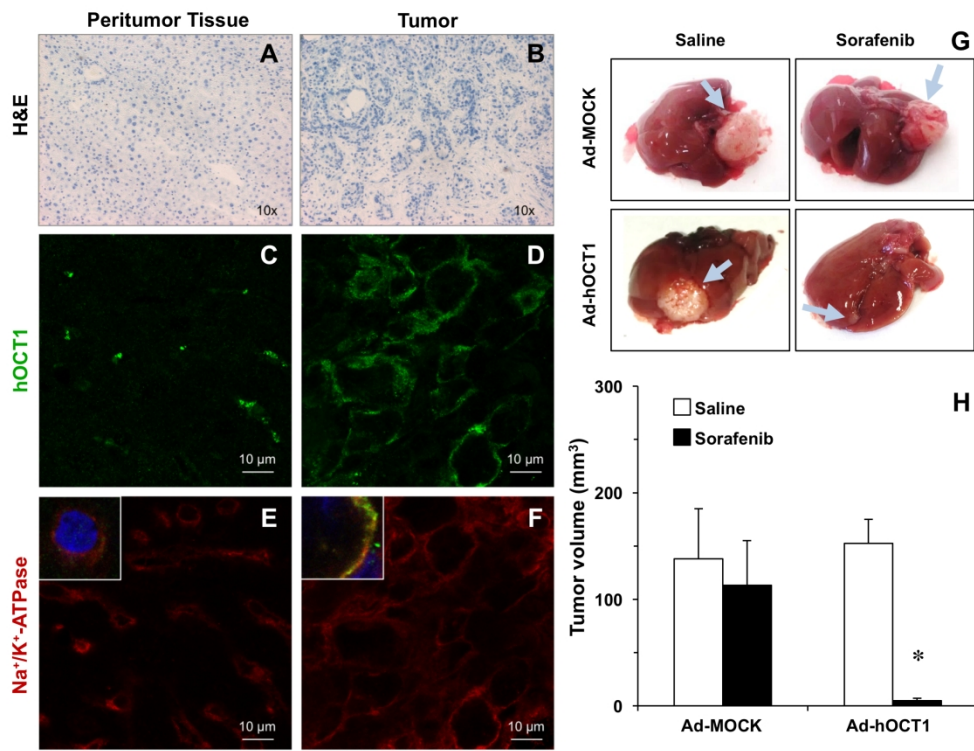 Peritumor Tissue
Tumor
H&E
A
10x
B
10x
hOCT1
C
10 µm
D
10 µm
Na⁺/K⁺-ATPase
E
10 µm
F
10 µm
G
Saline
Sorafenib
Ad-MOCK
Ad-hOCT1
H
Saline
Sorafenib
Tumor volume (mm³)
300
200
100
0
*
Ad-MOCK
Ad-hOCT1